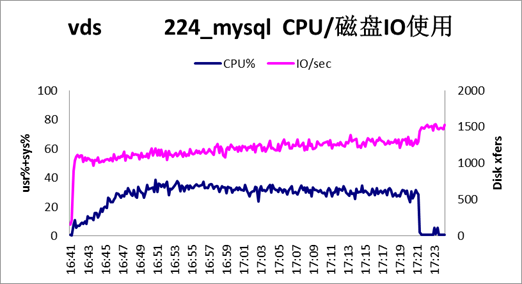 vds 224_mysql CPU/磁盘IO使用
CPU% IO/sec
100 2000
80 1500
60
1000
40
500
20
0 0
usr%+sys%
Disk xfers
16:41 16:43 16:45 16:47 16:49 16:51 16:53 16:55 16:57 16:59 17:01 17:03 17:05 17:07 17:09 17:11 17:13 17:15 17:17 17:19 17:21 17:23